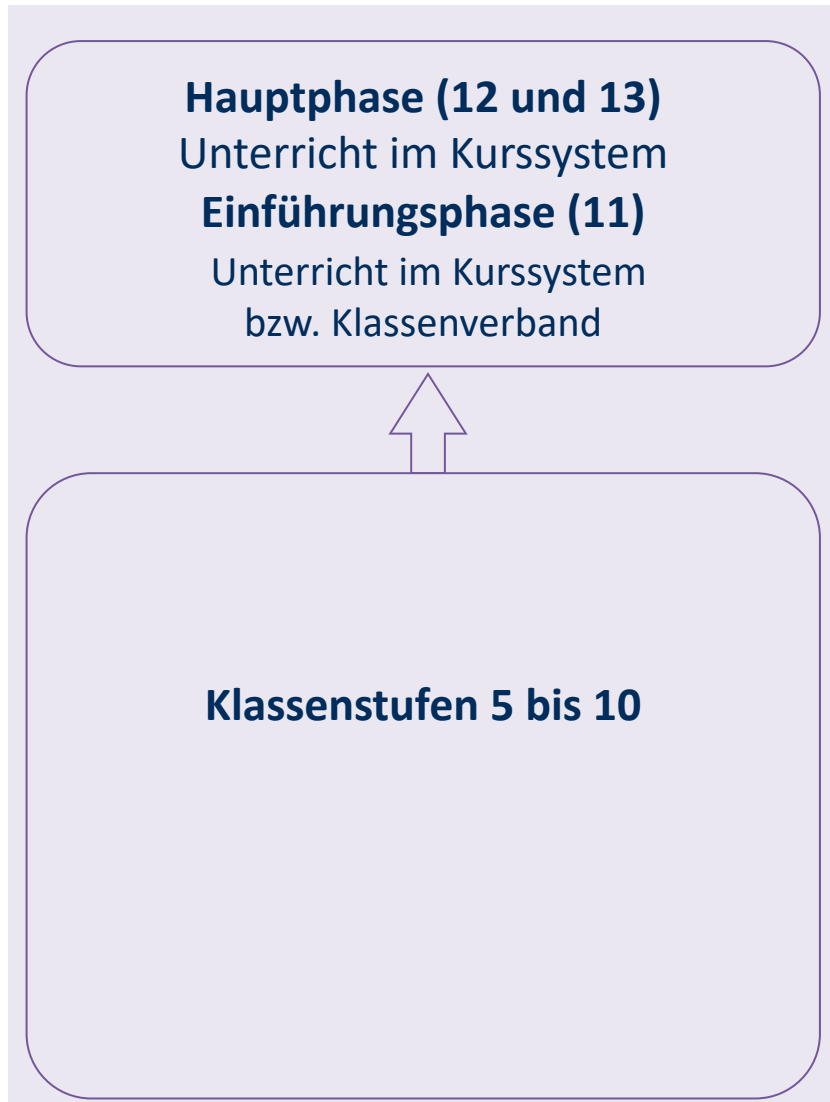 Hauptphase (12 und 13)
Unterricht im Kurssystem
Einführungsphase (11)
Unterricht im Kurssystem
bzw. Klassenverband
Klassenstufen 5 bis 10